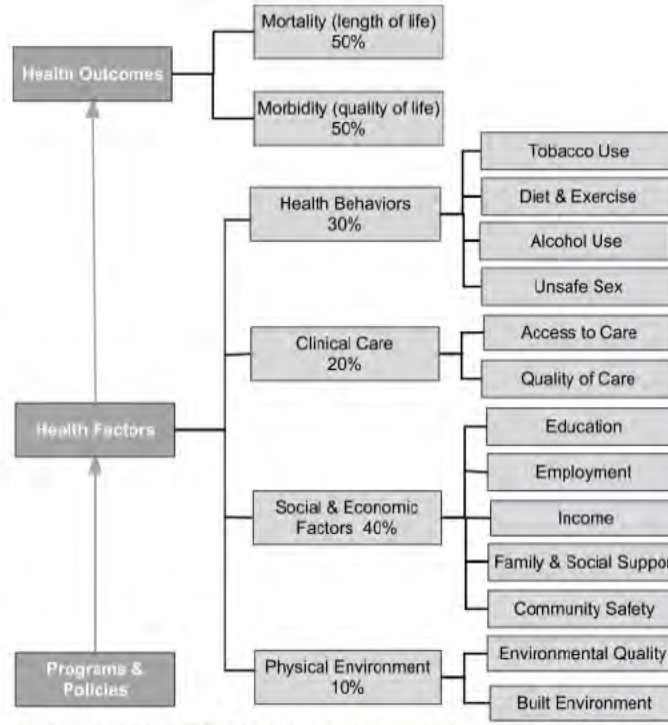 Mortality (length of life)
50%
Health Outcomes
Morbidity (quality of life)
50%
Tobacco Use
Health Behaviors
30%
Diet & Exercise
Alcohol Use
Unsafe Sex
Clinical Care
20%
Access to Care
Quality of Care
Health Factors
Education
Employment
Social & Economic
Factors 40%
Income
Family & Social Suppor
Community Safety
Programs &
Policies
Physical Environment
10%
Environmental Quality
Built Environment